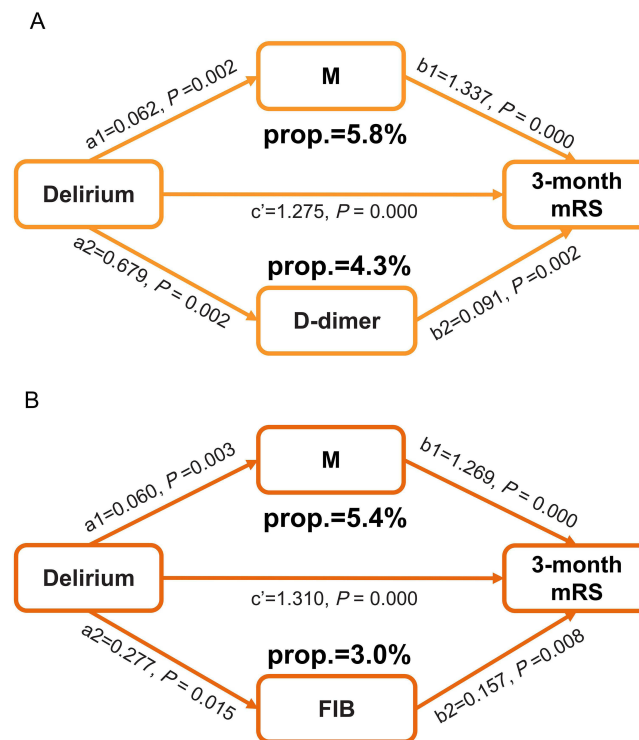 A
M
a1=0.062, P=0.002
b1=1.337, P = 0.000
prop.=5.8%
Delirium
3-month
mRS
c'=1.275, P = 0.000
prop.=4.3%
a2=0.679, P = 0.002
D-dimer
b2=0.091, P = 0.002
B
M
a1=0.060, P=0.003
b1=1.269, P = 0.000
prop.=5.4%
Delirium
3-month
mRS
c'=1.310, P = 0.000
prop.=3.0%
a2=0.277, P = 0.015
FIB
b2=0.157, P=0.008